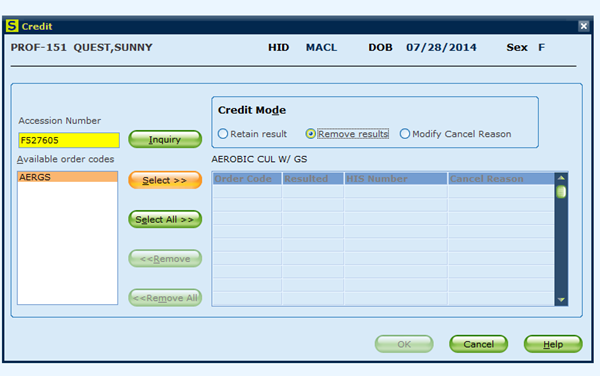 S Credit
PROF-151 QUEST,SUNNY HID MACL DOB 07/28/2014 Sex F
Credit Mode
Accession Number
Retain result Remove results Modify Cancel Reason
F527605 Inquiry
Available order codes AEROBIC CUL W/ GS
AERGS Select >> Order Code Resulted HIS Number Cancel Reason
Select All >>
<<Remove
<<Remove All
OK Cancel Help